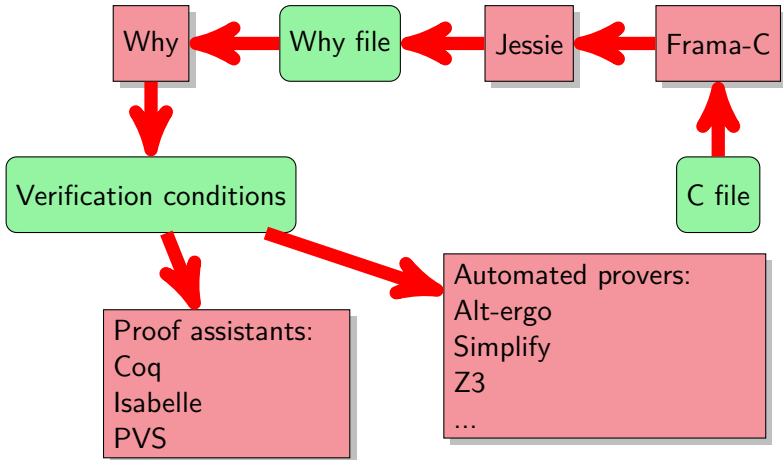 Why
Why file
Jessie
Frama-C
Verification conditions
C file
Proof assistants:
Coq
Isabelle
PVS
Automated provers:
Alt-ergo
Simplify
Z3
...